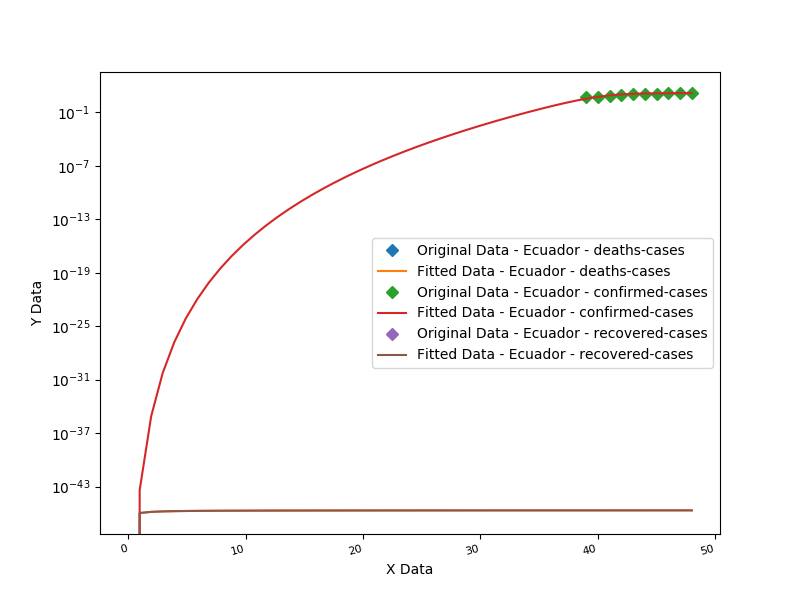 10^-1
10^-7
10^-13
10^-19
10^-25
10^-31
10^-37
10^-43
Y Data
Original Data - Ecuador - deaths-cases
Fitted Data - Ecuador - deaths-cases
Original Data - Ecuador - confirmed-cases
Fitted Data - Ecuador - confirmed-cases
Original Data - Ecuador - recovered-cases
Fitted Data - Ecuador - recovered-cases
0 10 20 30 40 50
X Data